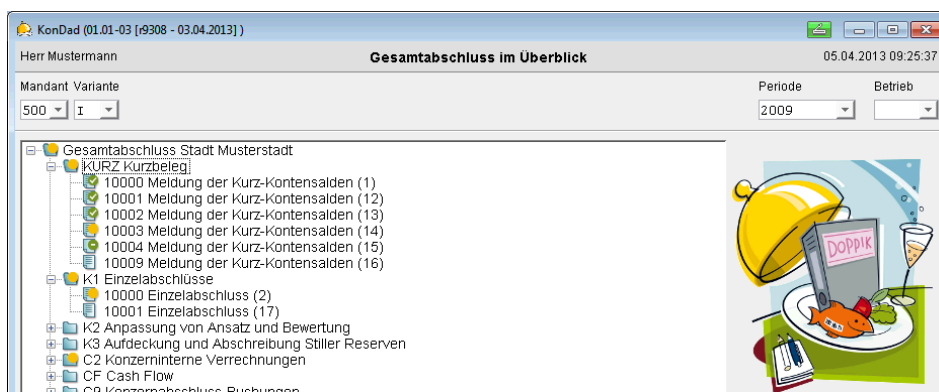 KonDad (01.01-03 [r9308 - 03.04.2013] )
Herr Mustermann Gesamtabschluss im Überblick 05.04.2013 09:25:37
Mandant Variante Periode Betrieb
500 I 2009
Gesamtabschluss Stadt Musterstadt
KURZ Kurzbeleg
10000 Meldung der Kurz-Kontensalden (1)
10001 Meldung der Kurz-Kontensalden (12)
10002 Meldung der Kurz-Kontensalden (13)
10003 Meldung der Kurz-Kontensalden (14)
10004 Meldung der Kurz-Kontensalden (15)
10009 Meldung der Kurz-Kontensalden (16)
K1 Einzelabschlüsse
10000 Einzelabschluss (2)
10001 Einzelabschluss (17)
K2 Anpassung von Ansatz und Bewertung
K3 Aufdeckung und Abschreibung Stiller Reserven
C2 Konzerninterne Verrechnungen
CF Cash Flow
C9 Konzernabschluss-Buchungen
DOPPIK